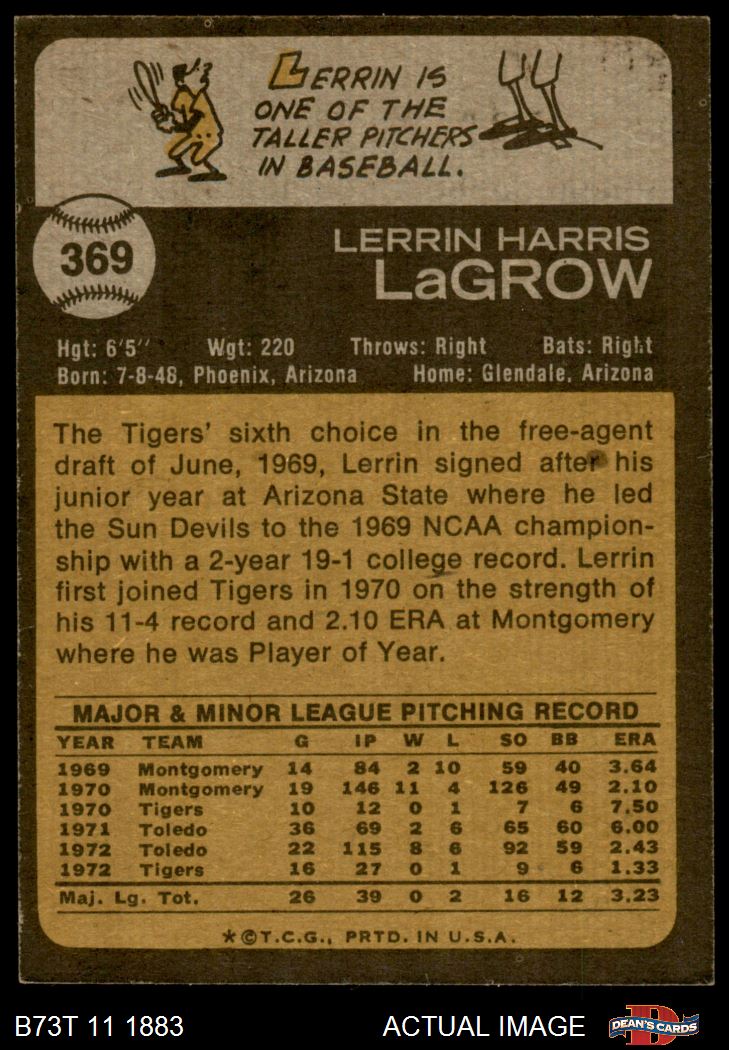 LERRIN IS
ONE OF THE
TALLER PITCHERS
IN BASEBALL.
369
LERRIN HARRIS
LaGROW
Hgt: 6'5" Wgt: 220 Throws: Right Bats: Right
Born: 7-8-48, Phoenix, Arizona Home: Glendale, Arizona
The Tigers' sixth choice in the free-agent
draft of June, 1969, Lerrin signed after his
junior year at Arizona State where he led
the Sun Devils to the 1969 NCAA champion-
ship with a 2-year 19-1 college record. Lerrin
first joined Tigers in 1970 on the strength of
his 11-4 record and 2.10 ERA at Montgomery
where he was Player of Year.
MAJOR & MINOR LEAGUE PITCHING RECORD
YEAR TEAM G IP W L SO BB ERA
1969 Montgomery 14 84 2 10 59 40 3.64
1970 Montgomery 19 146 11 4 126 49 2.10
1970 Tigers 10 12 0 1 7 6 7.50
1971 Toledo 36 69 2 6 65 60 6.00
1972 Toledo 22 115 8 6 92 59 2.43
1972 Tigers 16 27 0 1 9 6 1.33
Maj. Lg. Tot. 26 39 0 2 16 12 3.23
*©T.C.G., PRTD. IN U.S.A.
B73T 11 1883 ACTUAL IMAGE D DEAN'S CARDS